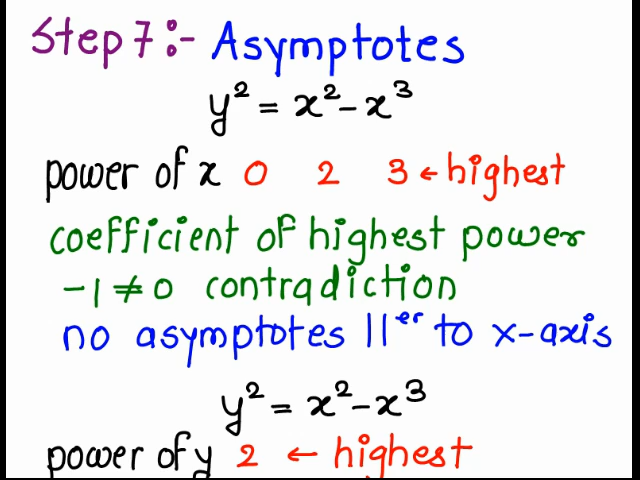 Step 7:- Asymptotes
y² = x² - x³
power of x 0 2 3 ← highest
coefficient of highest power
-1 ≠ 0 contradiction
no asymptotes ||er to x-axis
y² = x² - x³
power of y 2 ← highest